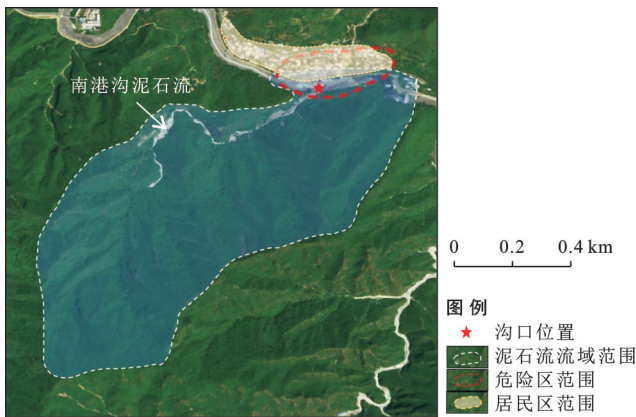 南港沟泥石流
0 0.2 0.4 km
图 例
沟口位置
泥石流流域范围
危险区范围
居民区范围